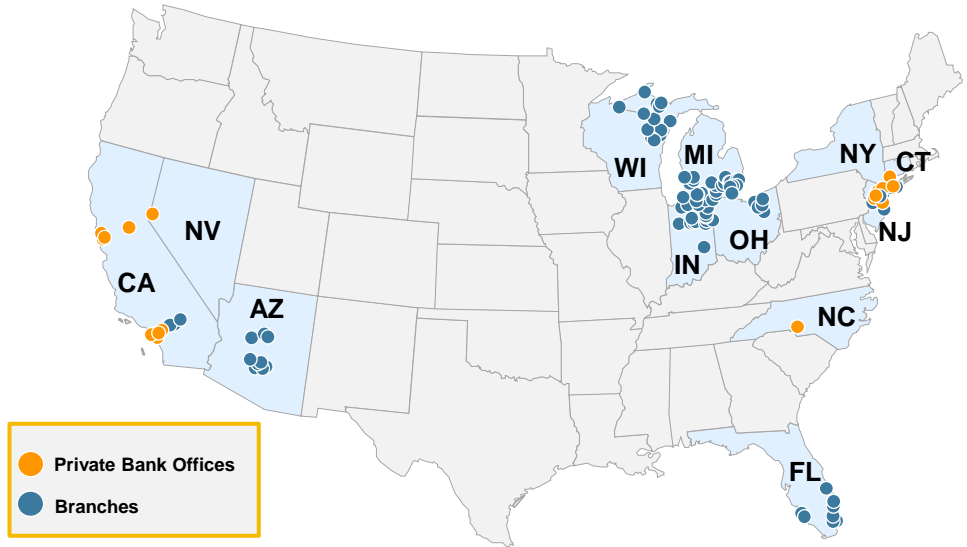 WI
MI
NY
CT
NV
OH
NJ
IN
CA
AZ
NC
FL
Private Bank Offices
Branches